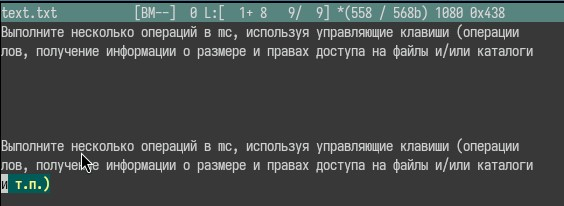 text.txt [BM--] 0 L:[ 1+ 8 9/ 9] *(558 / 568b) 1080 0x438
Выполните несколько операций в mc, используя управляющие клавиши (операции
лов, получение информации о размере и правах доступа на файлы и/или каталоги
Выполните несколько операций в mc, используя управляющие клавиши (операции
лов, получение информации о размере и правах доступа на файлы и/или каталоги
и т.п.)